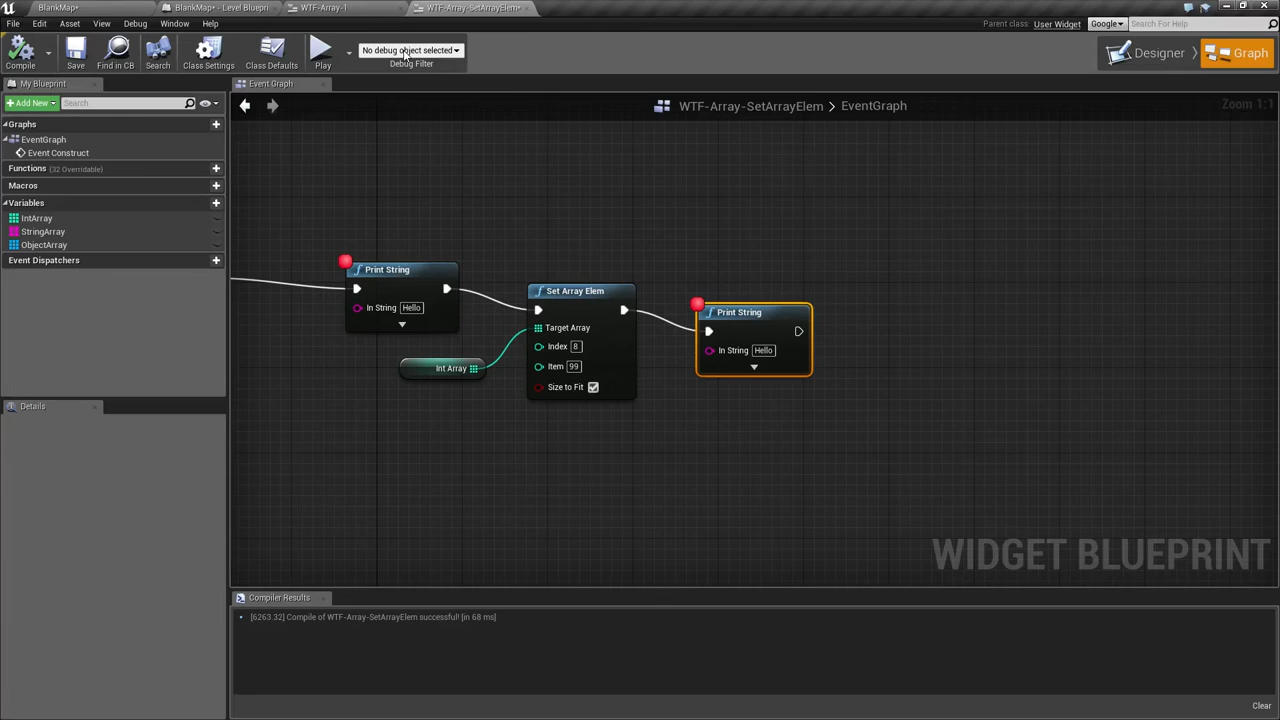 BlankMap*
BlankMap* - Level Bluepri
WTF-Array-1
WTF-Array-SetArrayElem*
File Edit Asset View Debug Window Help
Parent class: User Widget
Google
Search For Help
Compile
Save
Find in CB
Search
Class Settings
Class Defaults
Play
No debug object selected
Debug Filter
Designer
Graph
My Blueprint
Event Graph
Add New
Search
WTF-Array-SetArrayElem > EventGraph
Zoom 1:1
Graphs
EventGraph
Event Construct
Functions (32 Overridable)
Macros
Variables
IntArray
StringArray
ObjectArray
Event Dispatchers
Details
Print String
In String Hello
Int Array
Set Array Elem
Target Array
Index 8
Item 99
Size to Fit
Print String
In String Hello
WIDGET BLUEPRINT
Compiler Results
[6263.32] Compile of WTF-Array-SetArrayElem successful! [in 68 ms]
Clear